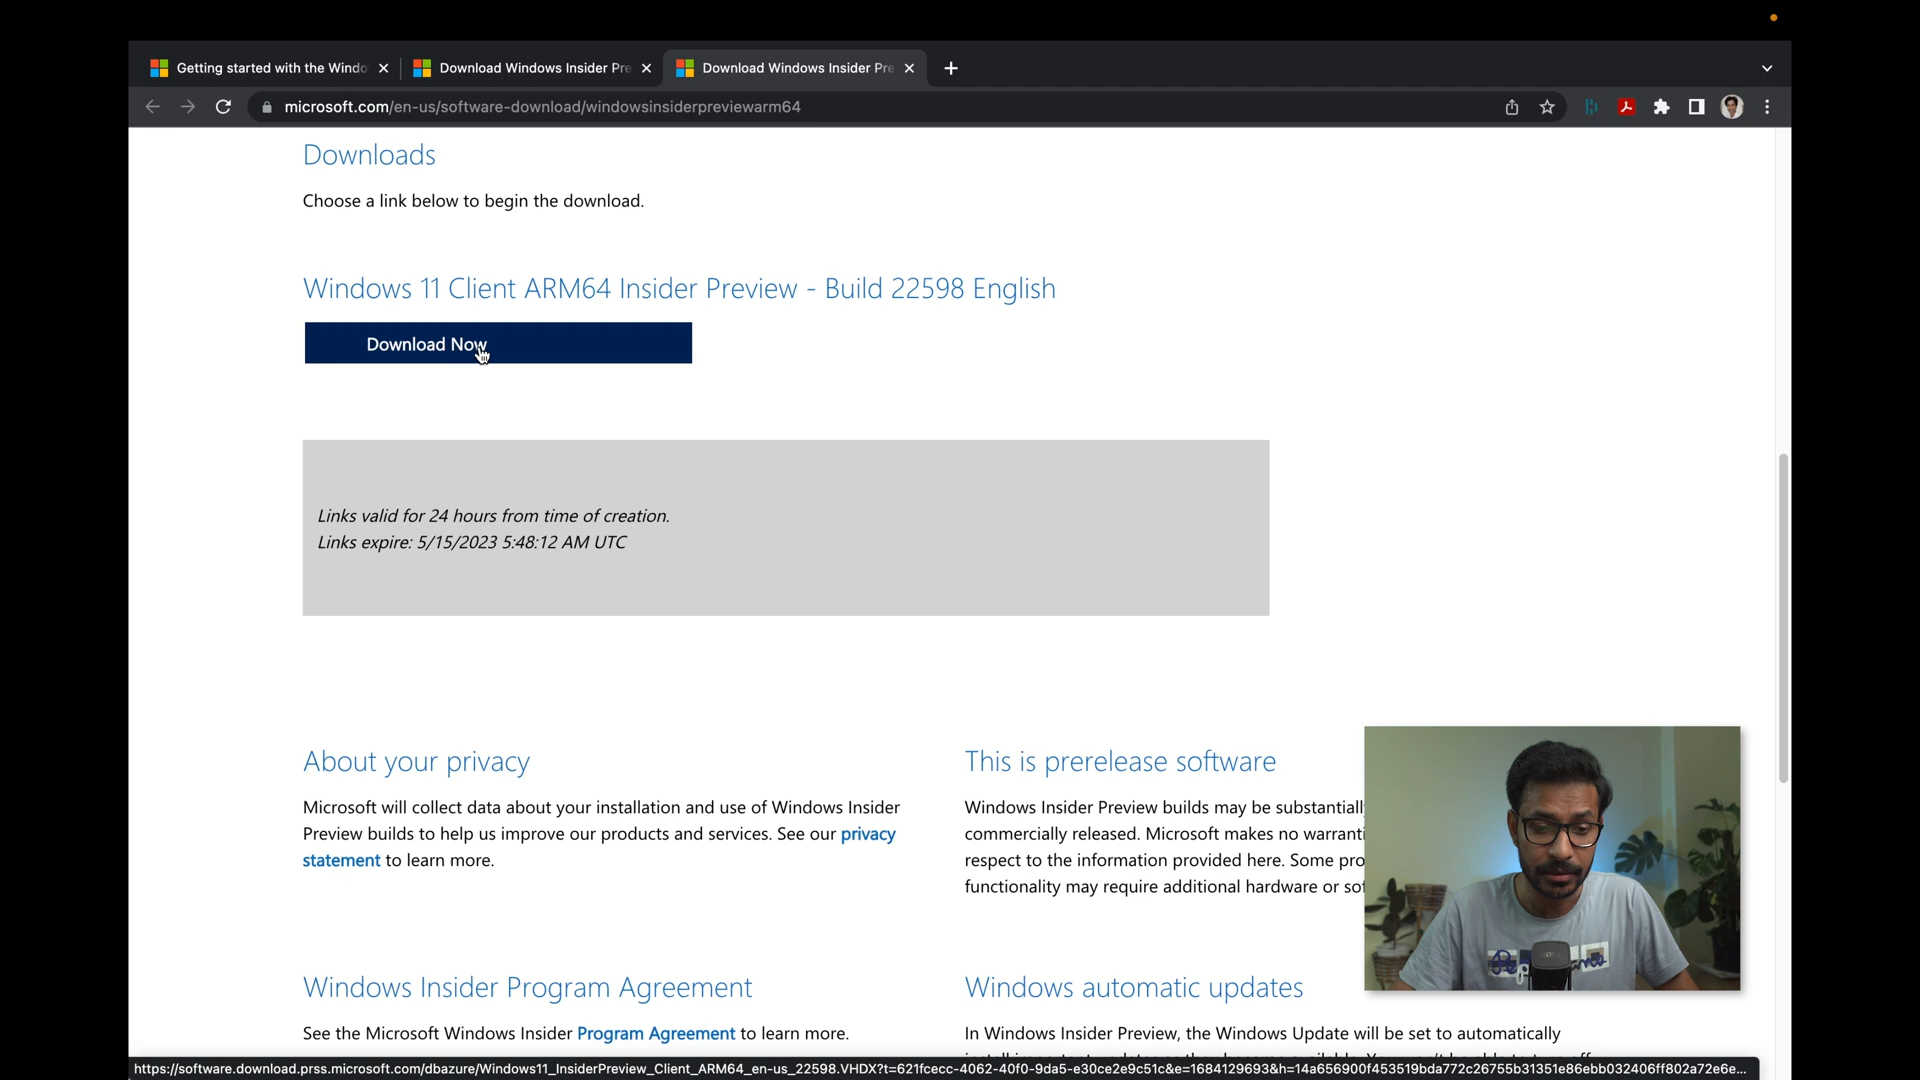 Getting started with the Windo
Download Windows Insider Pre
Download Windows Insider Pre
microsoft.com/en-us/software-download/windowsinsiderpreviewarm64
Downloads
Choose a link below to begin the download.
Windows 11 Client ARM64 Insider Preview - Build 22598 English
Download Now
Links valid for 24 hours from time of creation.
Links expire: 5/15/2023 5:48:12 AM UTC
About your privacy
Microsoft will collect data about your installation and use of Windows Insider
Preview builds to help us improve our products and services. See our privacy
statement to learn more.
This is prerelease software
Windows Insider Preview builds may be substantially
commercially released. Microsoft makes no warranti
respect to the information provided here. Some pro
functionality may require additional hardware or sof
Windows Insider Program Agreement
See the Microsoft Windows Insider Program Agreement to learn more.
Windows automatic updates
In Windows Insider Preview, the Windows Update will be set to automatically
https://software.download.prss.microsoft.com/dbazure/Windows11_InsiderPreview_Client_ARM64_en-us_22598.VHDX?t=621fcecc-4062-40f0-9da5-e30ce2e9c51c&e=1684129693&h=14a656900f453519bda772c26755b31351e86ebb032406ff802a72e6e...